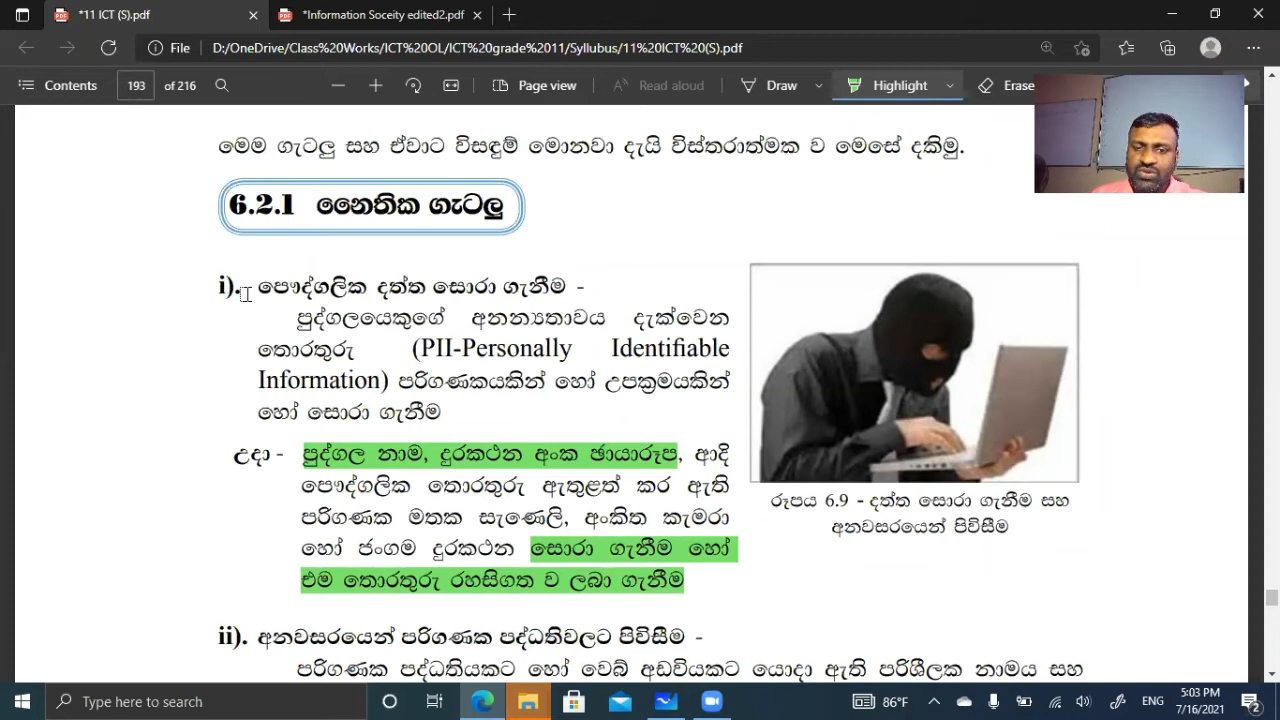 *11 ICT (S).pdf
*Information Soceity edited2.pdf
File
D:/OneDrive/Class%20Works/ICT%20OL/ICT%20grade%2011/Syllubus/11%20ICT%20(S).pdf
Contents
193
of 216
Page view
Read aloud
Draw
Highlight
Erase
මෙම ගැටලු සහ ඒවාට විසඳුම් මොනවා දැයි විස්තරාත්මක ව මෙසේ දකිමු.
6.2.1 නෛතික ගැටලු
i). පෞද්ගලික දත්ත සොරා ගැනීම -
පුද්ගලයෙකුගේ අනන්‍යතාවය දැක්වෙන
තොරතුරු (PII-Personally Identifiable
Information) පරිගණකයකින් හෝ උපක්‍රමයකින්
හෝ සොරා ගැනීම
උදා - පුද්ගල නාම, දුරකථන අංක ඡායාරූප, ආදි
පෞද්ගලික තොරතුරු ඇතුළත් කර ඇති
පරිගණක මතක සැණෙලි, අංකිත කැමරා
හෝ ජංගම දුරකථන සොරා ගැනීම හෝ
එම තොරතුරු රහසිගත ව ලබා ගැනීම
රූපය 6.9 - දත්ත සොරා ගැනීම සහ
අනවසරයෙන් පිවිසීම
ii). අනවසරයෙන් පරිගණක පද්ධතිවලට පිවිසීම -
පරිගණක පද්ධතියකට හෝ වෙබ් අඩවියකට යොදා ඇති පරිශීලක නාමය සහ
Type here to search
86°F
ENG
5:03 PM
7/16/2021
2